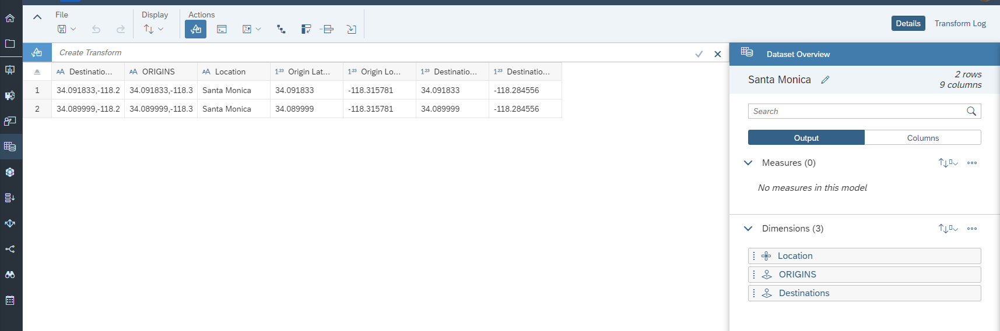 File
Display
Actions
Details
Transform Log
Create Transform
Destinatio... ORIGINS Location Origin Lat... Origin Lo... Destinatio... Destinatio...
1 34.091833,-118.2 34.091833,-118.3 Santa Monica 34.091833 -118.315781 34.091833 -118.284556
2 34.089999,-118.2 34.089999,-118.3 Santa Monica 34.089999 -118.315781 34.089999 -118.284556
Dataset Overview
Santa Monica
2 rows
9 columns
Search
Output
Columns
Measures (0)
No measures in this model
Dimensions (3)
Location
ORIGINS
Destinations